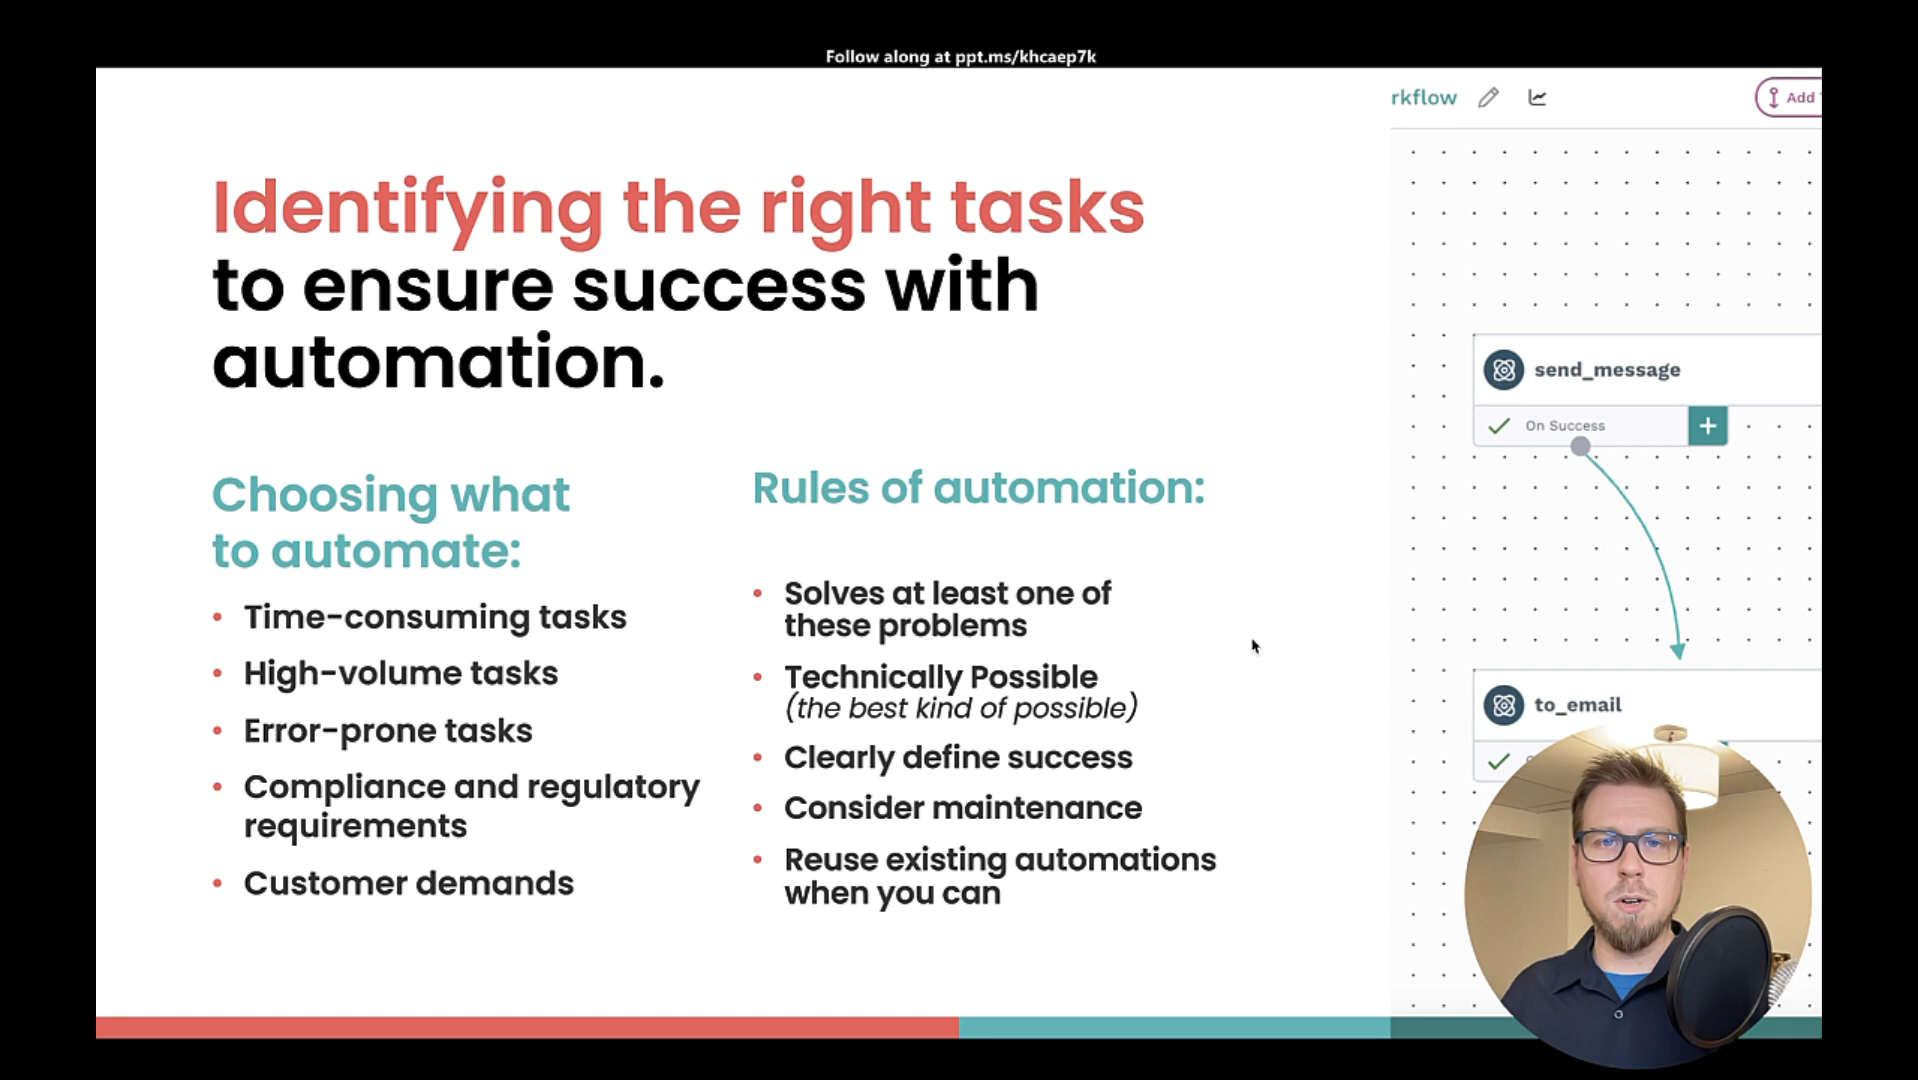 Follow along at ppt.ms/khcaep7k
rkflow
Add
Identifying the right tasks
to ensure success with
automation.
Choosing what
to automate:
• Time-consuming tasks
• High-volume tasks
• Error-prone tasks
• Compliance and regulatory
requirements
• Customer demands
Rules of automation:
• Solves at least one of
these problems
• Technically Possible
(the best kind of possible)
• Clearly define success
• Consider maintenance
• Reuse existing automations
when you can
send_message
On Success
to_email